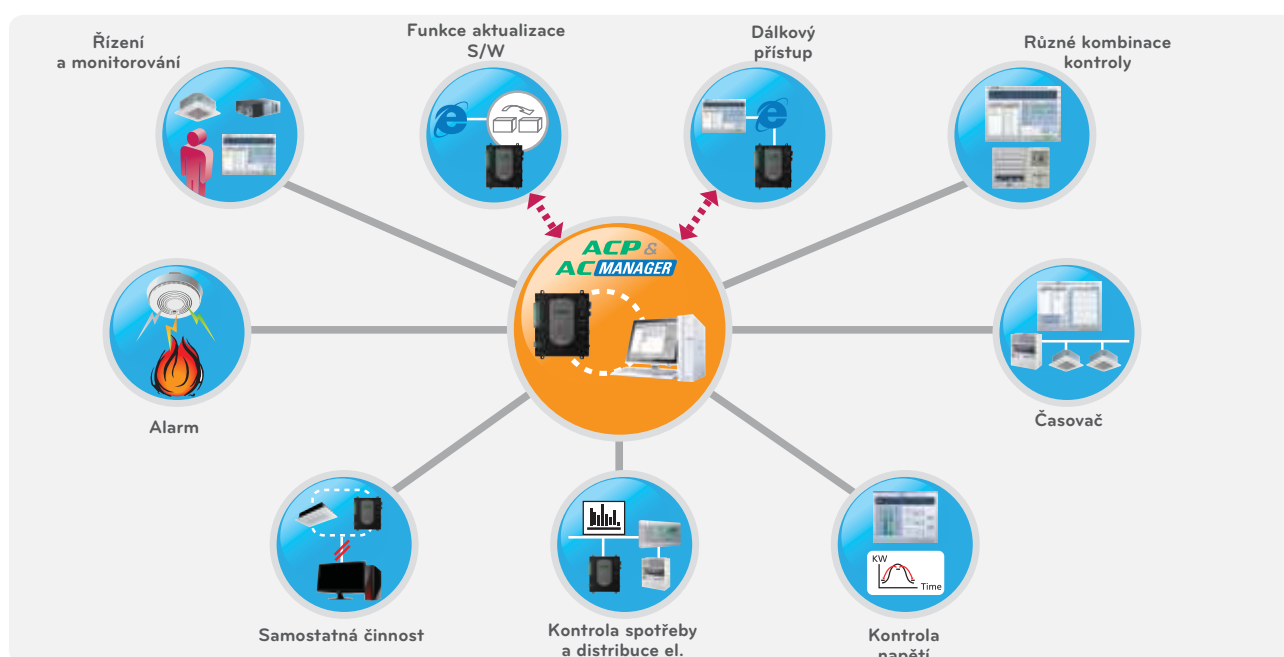 Řízení
a monitorování
Funkce aktualizace
S/W
Dálkový
přístup
Různé kombinace
kontroly
ACP &
AC MANAGER
Alarm
Časovač
KW
Time
Samostatná činnost
Kontrola spotřeby
a distribuce el.
Kontrola
napětí